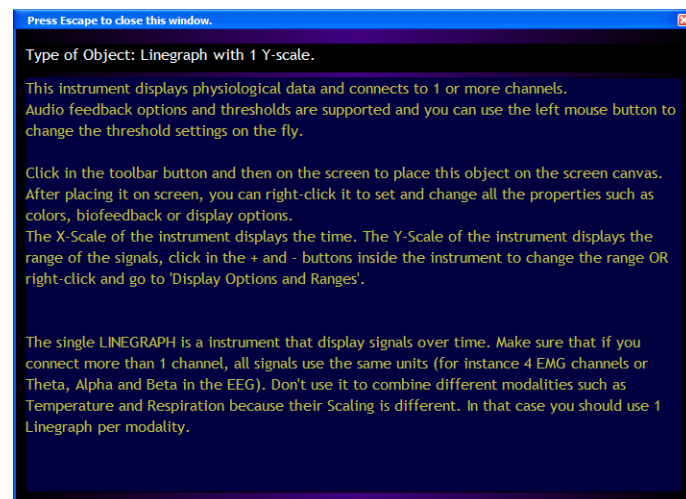 Press Escape to close this window.
Type of Object: Linegraph with 1 Y-scale.
This instrument displays physiological data and connects to 1 or more channels.
Audio feedback options and thresholds are supported and you can use the left mouse button to
change the threshold settings on the fly.
Click in the toolbar button and then on the screen to place this object on the screen canvas.
After placing it on screen, you can right-click it to set and change all the properties such as
colors, biofeedback or display options.
The X-Scale of the instrument displays the time. The Y-Scale of the instrument displays the
range of the signals, click in the + and - buttons inside the instrument to change the range OR
right-click and go to 'Display Options and Ranges'.
The single LINEGRAPH is a instrument that display signals over time. Make sure that if you
connect more than 1 channel, all signals use the same units (for instance 4 EMG channels or
Theta, Alpha and Beta in the EEG). Don't use it to combine different modalities such as
Temperature and Respiration because their Scaling is different. In that case you should use 1
Linegraph per modality.